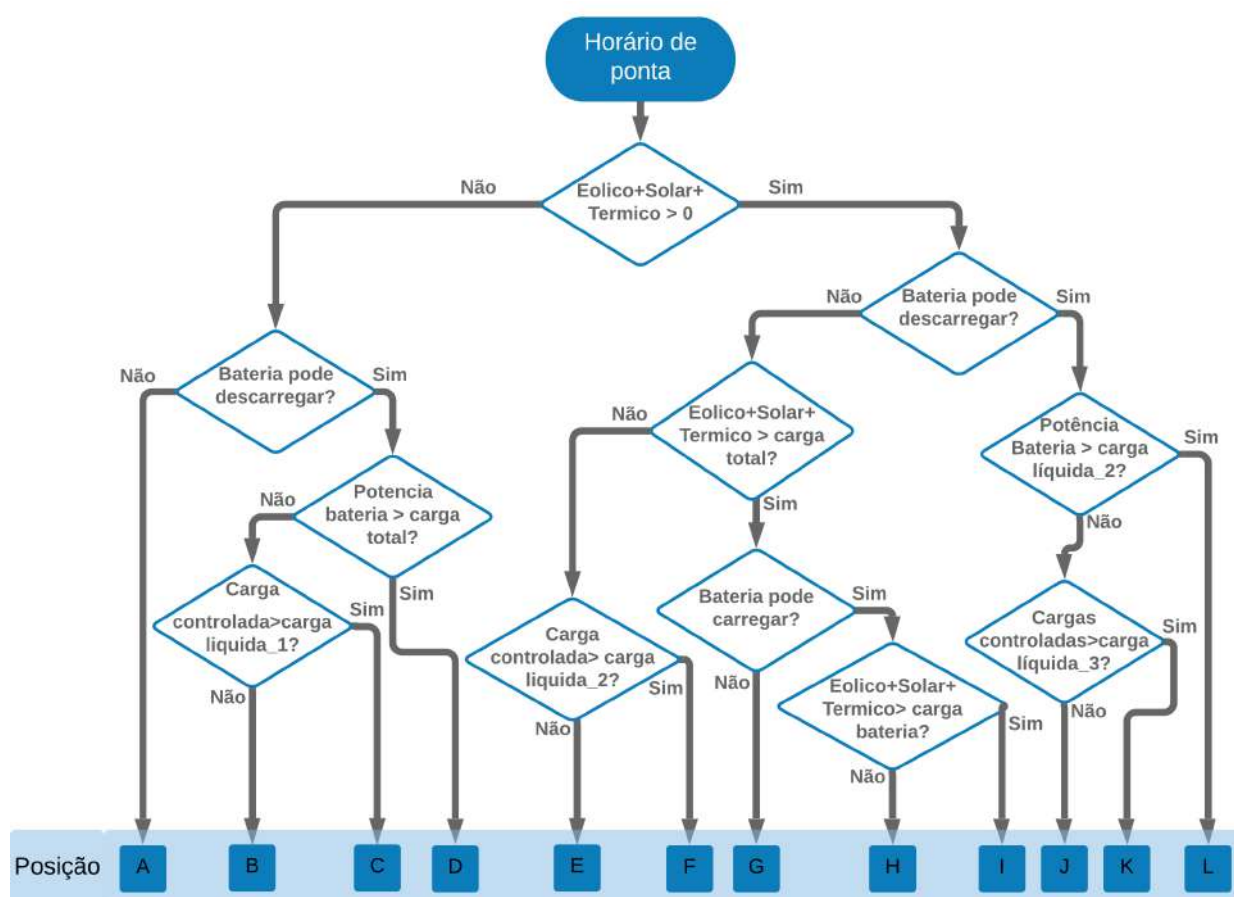 Horário de
ponta
Não
Eolico+Solar+
Termico > 0
Sim
Não
Bateria pode
descarregar?
Sim
Não
Bateria pode
descarregar?
Sim
Não
Eolico+Solar+
Termico > carga
total?
Sim
Potência
Bateria > carga
líquida_2?
Sim
Não
Não
Potencia
bateria > carga
total?
Sim
Carga
controlada>carga
liquida_1?
Sim
Não
Carga
controlada> carga
liquida_2?
Sim
Não
Bateria pode
carregar?
Sim
Não
Eolico+Solar+
Termico> carga
bateria?
Sim
Não
Cargas
controladas>carga
líquida_3?
Sim
Não
Posição
A
B
C
D
E
F
G
H
I
J
K
L